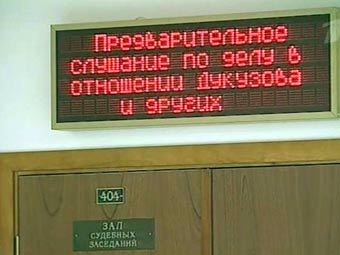 Предварительное
слушание по делу в
отношении Дукузова
и других
404
ЗАЛ
СУДЕБНЫХ
ЗАСЕДАНИЙ